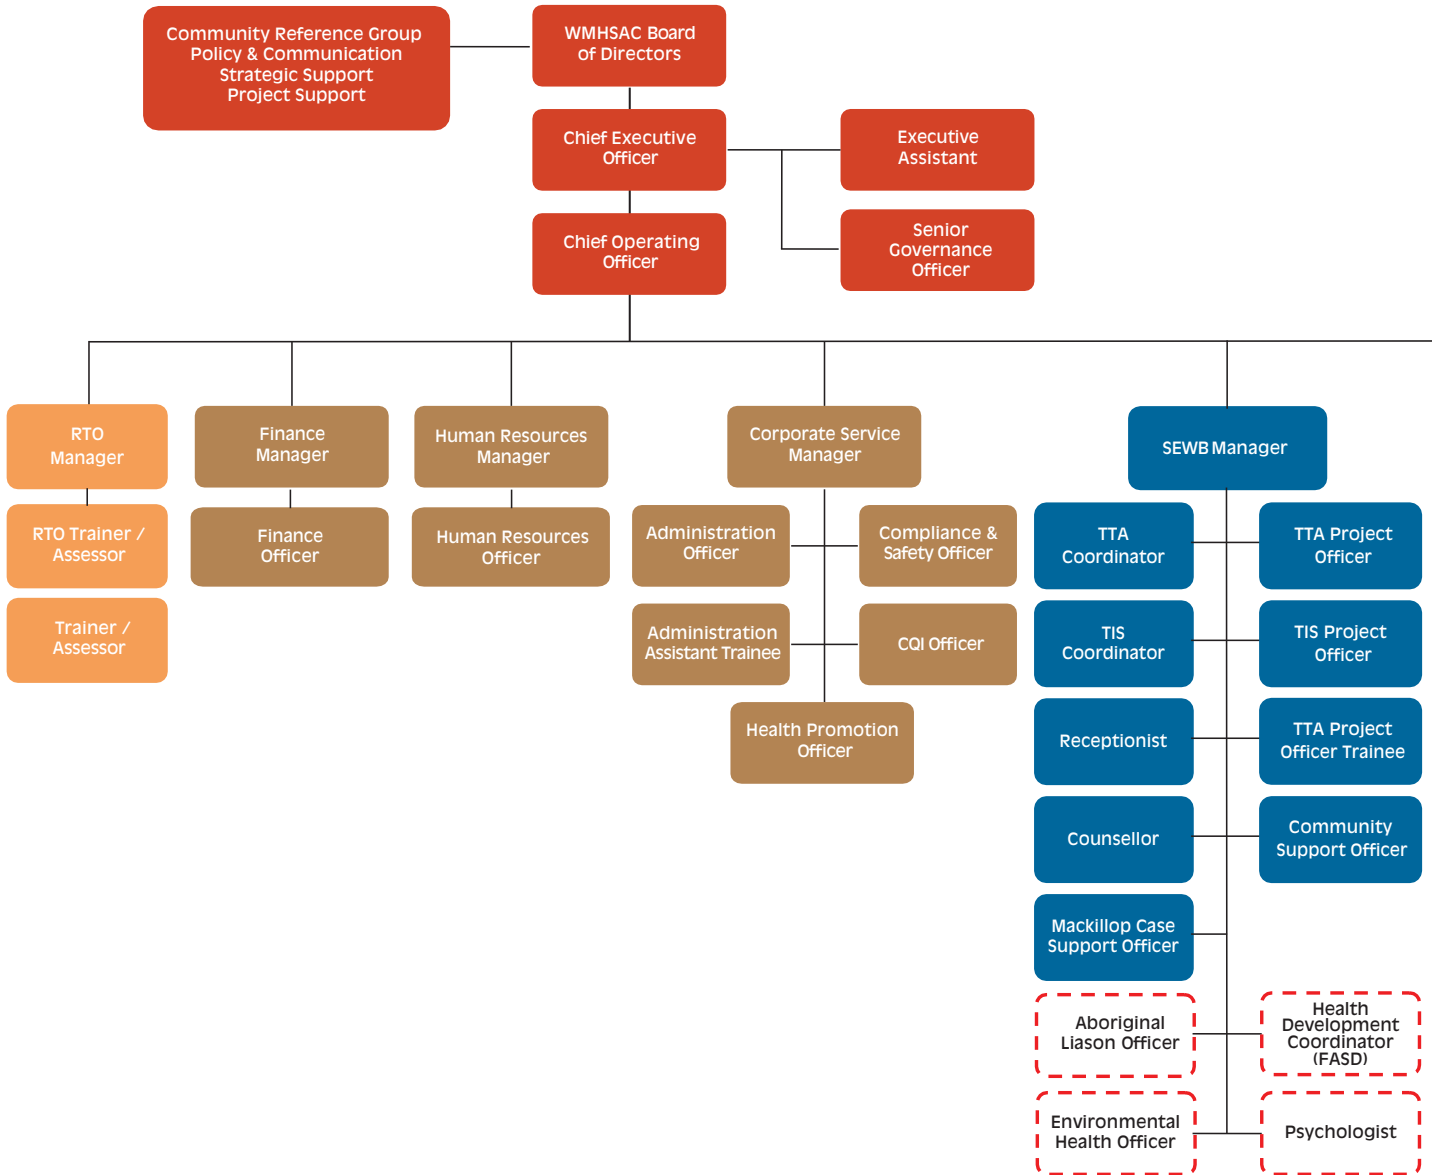 Community Reference Group
Policy & Communication
Strategic Support
Project Support
WMHSAC Board
of Directors
Chief Executive
Officer
Executive
Assistant
Chief Operating
Officer
Senior
Governance
Officer
RTO
Manager
Finance
Manager
Human Resources
Manager
Corporate Service
Manager
SEWB Manager
RTO Trainer /
Assessor
Finance
Officer
Human Resources
Officer
Administration
Officer
Compliance &
Safety Officer
TTA
Coordinator
TTA Project
Officer
Trainer /
Assessor
Administration
Assistant Trainee
CQI Officer
TIS
Coordinator
TIS Project
Officer
Health Promotion
Officer
Receptionist
TTA Project
Officer Trainee
Counsellor
Community
Support Officer
Mackillop Case
Support Officer
Aboriginal
Liason Officer
Health
Development
Coordinator
(FASD)
Environmental
Health Officer
Psychologist